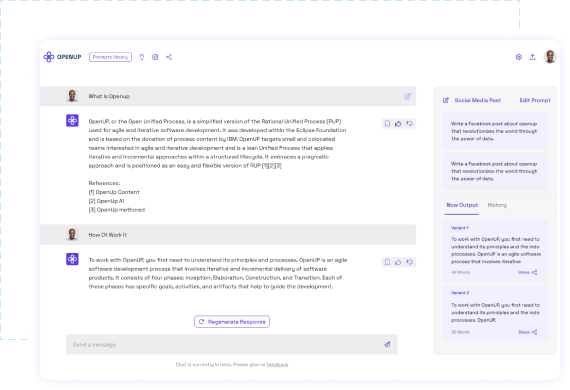 OPENUP
Prompts library
What Is Openup
OpenUP, or the Open Unified Process, is a simplified version of the Rational Unified Process (RUP)
used for agile and iterative software development. It was developed within the Eclipse Foundation
and is based on the donation of process content by IBM. OpenUP targets small and colocated
teams interested in agile and iterative development and is a lean Unified Process that applies
iterative and incremental approaches within a structured lifecycle. It embraces a pragmatic
approach and is positioned as an easy and flexible version of RUP [1][2][3]
References:
[1] OpenUp Content
[2] OpenUp AI
[3] OpenUp methored
How Ot Work It
To work with OpenUP, you first need to understand its principles and processes. OpenUP is an agile
software development process that involves iterative and incremental delivery of software
products. It consists of four phases: Inception, Elaboration, Construction, and Transition. Each of
these phases has specific goals, activities, and artifacts that help to guide the development.
Regenerate Response
Send a message
Chat is currently in beta. Please give us feedback
Social Media Post
Edit Prompt
Write a Facebook post about openup
that revolutionizes the world through
the power of data.
Write a Facebook post about openup
that revolutionizes the world through
the power of data.
Now Output
History
Variant 1
To work with OpenUP, you first need to
understand its principles and the indo
processes. OpenUP is an agile software
process that involves iterative
Words
Share
Variant 2
To work with OpenUP, you first need to
understand its principles and the indo
processes. OpenUP.
Words
Share